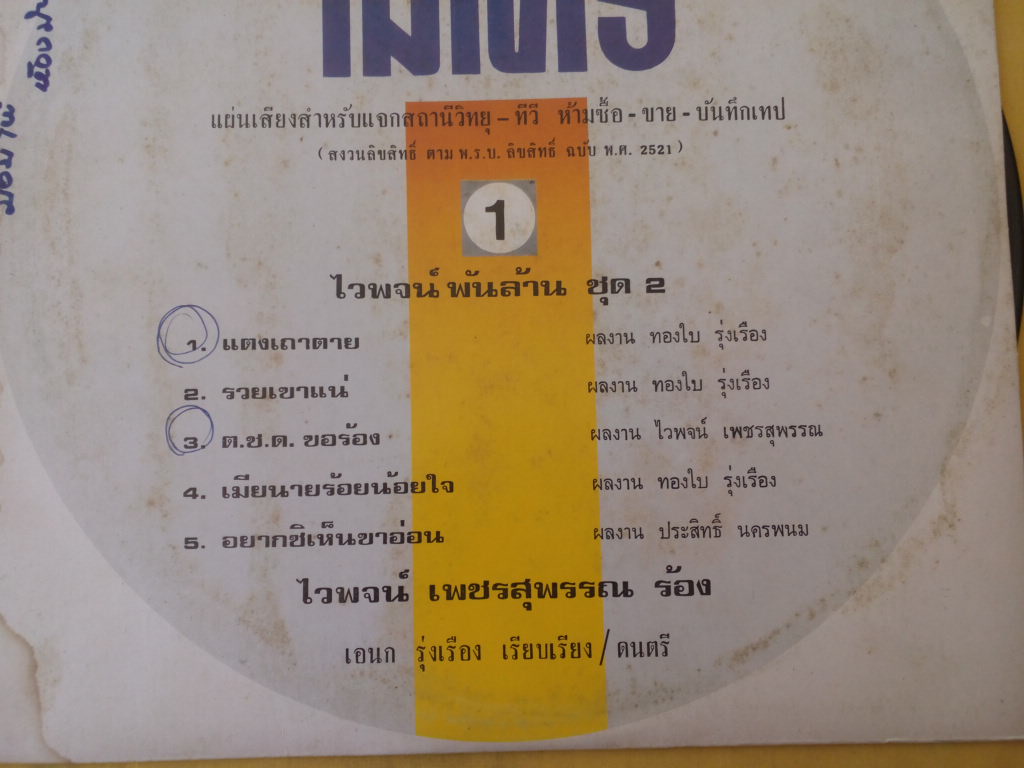 แผ่นเสียงสำหรับแจกสถานีวิทยุ – ทีวี ห้ามซื้อ - ขาย - บันทึกเทป
( สงวนลิขสิทธิ์ ตาม พ.ร.บ. ลิขสิทธิ์ ฉบับ พ.ศ. 2521 )
1
ไวพจน์ พันล้าน ชุด 2
1. แตงเถาตาย ผลงาน ทองใบ รุ่งเรือง
2. รวยเขาแน่ ผลงาน ทองใบ รุ่งเรือง
3. ต.ช.ด. ขอร้อง ผลงาน ไวพจน์ เพชรสุพรรณ
4. เมียนายร้อยน้อยใจ ผลงาน ทองใบ รุ่งเรือง
5. อยากซิเห็นขาอ่อน ผลงาน ประสิทธิ์ นครพนม
ไวพจน์ เพชรสุพรรณ ร้อง
เอนก รุ่งเรือง เรียบเรียง/ดนตรี